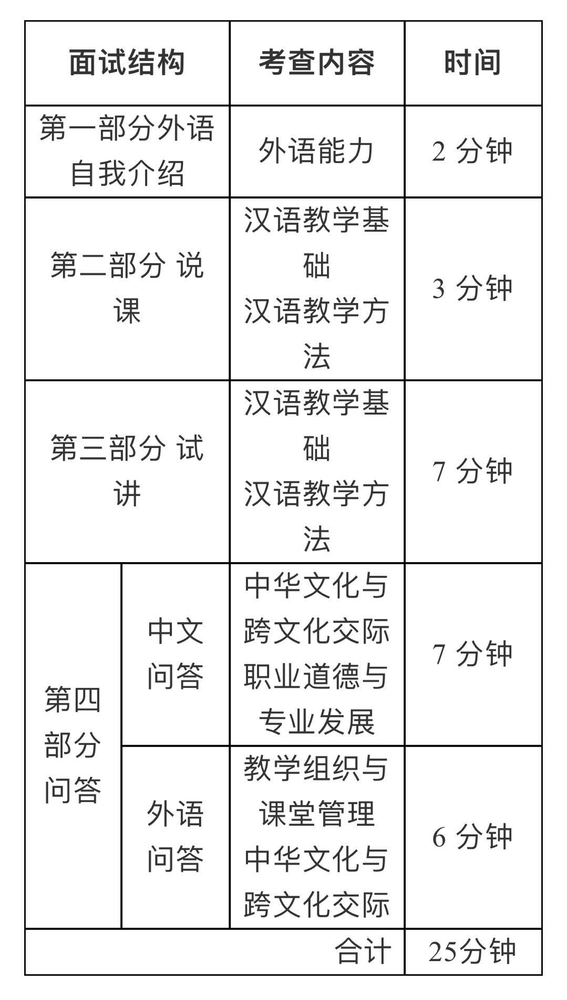 面试结构 考查内容 时间
第一部分外语
自我介绍
外语能力
2 分钟
第二部分 说
课
汉语教学基
础
汉语教学方
法
3 分钟
第三部分 试
讲
汉语教学基
础
汉语教学方
法
7 分钟
第四
部分
问答
中文
问答
中华文化与
跨文化交际
职业道德与
专业发展
7 分钟
外语
问答
教学组织与
课堂管理
中华文化与
跨文化交际
6 分钟
合计 25分钟